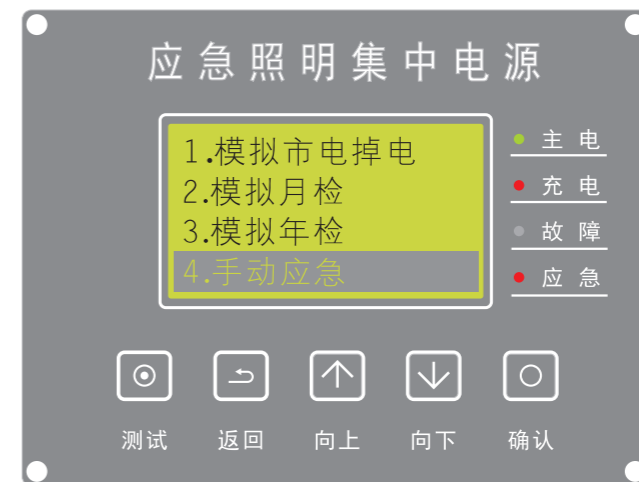 应急照明集中电源
1.模拟市电掉电
2.模拟月检
3.模拟年检
4.手动应急
主电
充电
故障
应急
测试 返回 向上 向下 确认